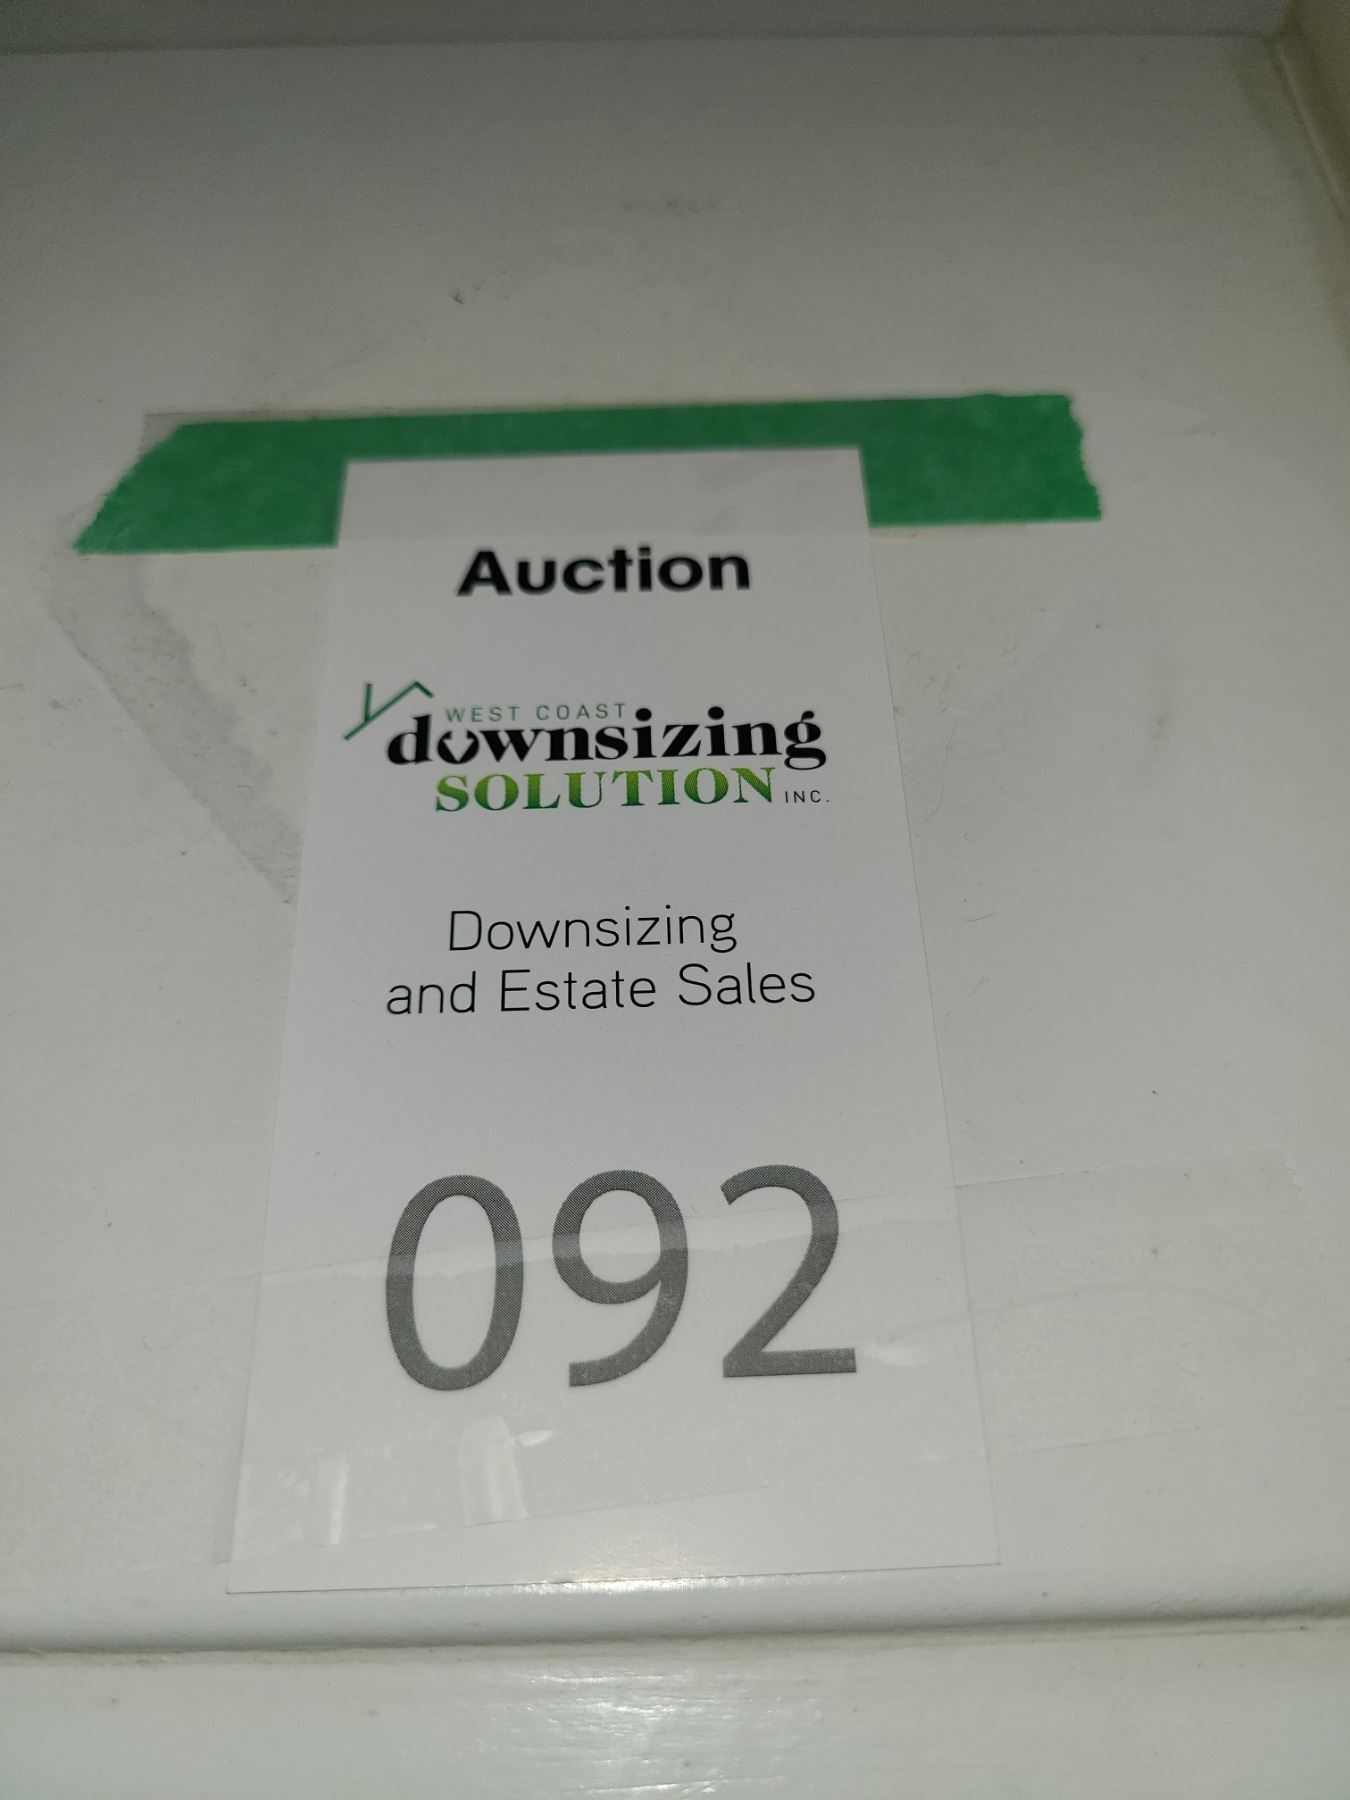 Auction
WEST COAST
downsizing
SOLUTION INC.
Downsizing
and Estate Sales
092